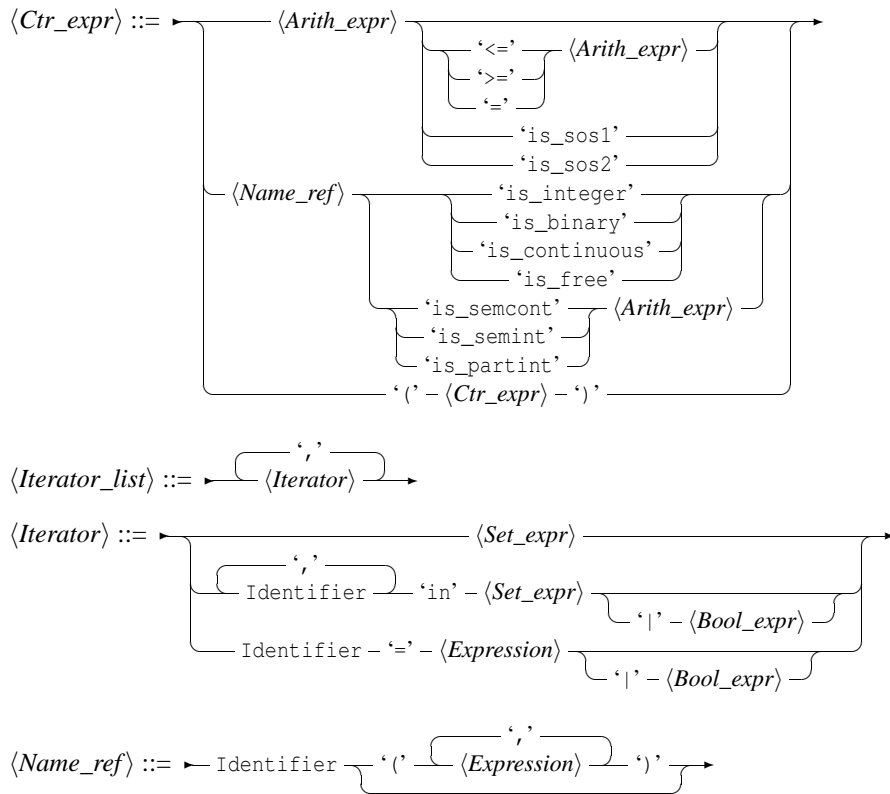 ⟨Ctr_expr⟩ ::= ⟨Arith_expr⟩
‘<=’ ⟨Arith_expr⟩
‘>=’
‘=’
‘is_sos1’
‘is_sos2’
⟨Name_ref⟩ ‘is_integer’
‘is_binary’
‘is_continuous’
‘is_free’
‘is_semcont’ ⟨Arith_expr⟩
‘is_semint’
‘is_partint’
‘(’ ⟨Ctr_expr⟩ ‘)’
‘,’
⟨Iterator_list⟩ ::= ⟨Iterator⟩
⟨Iterator⟩ ::= ⟨Set_expr⟩
‘,’
Identifier ‘in’ ⟨Set_expr⟩
‘|’ ⟨Bool_expr⟩
Identifier ‘=’ ⟨Expression⟩
‘|’ ⟨Bool_expr⟩
‘,’
⟨Name_ref⟩ ::= Identifier ‘(’ ⟨Expression⟩ ‘)’